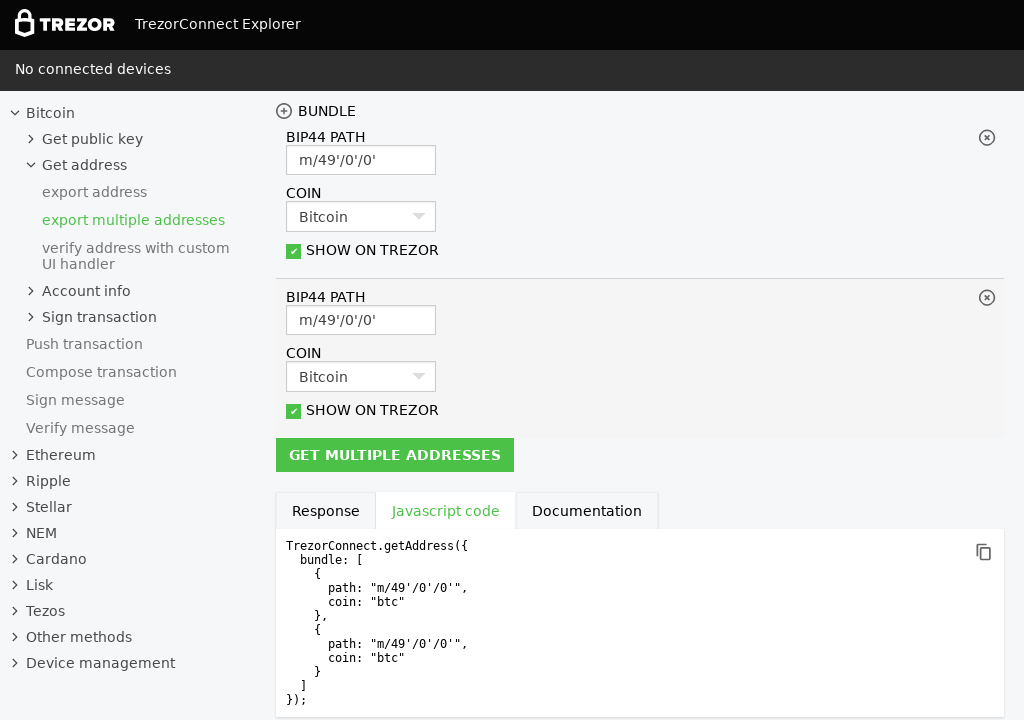 TREZOR TrezorConnect Explorer
No connected devices
Bitcoin
Get public key
Get address
export address
export multiple addresses
verify address with custom
UI handler
Account info
Sign transaction
Push transaction
Compose transaction
Sign message
Verify message
Ethereum
Ripple
Stellar
NEM
Cardano
Lisk
Tezos
Other methods
Device management
BUNDLE
BIP44 PATH
m/49'/0'/0'
COIN
Bitcoin
SHOW ON TREZOR
BIP44 PATH
m/49'/0'/0'
COIN
Bitcoin
SHOW ON TREZOR
GET MULTIPLE ADDRESSES
Response Javascript code Documentation
TrezorConnect.getAddress({
  bundle: [
    {
      path: "m/49'/0'/0'",
      coin: "btc"
    },
    {
      path: "m/49'/0'/0'",
      coin: "btc"
    }
  ]
});